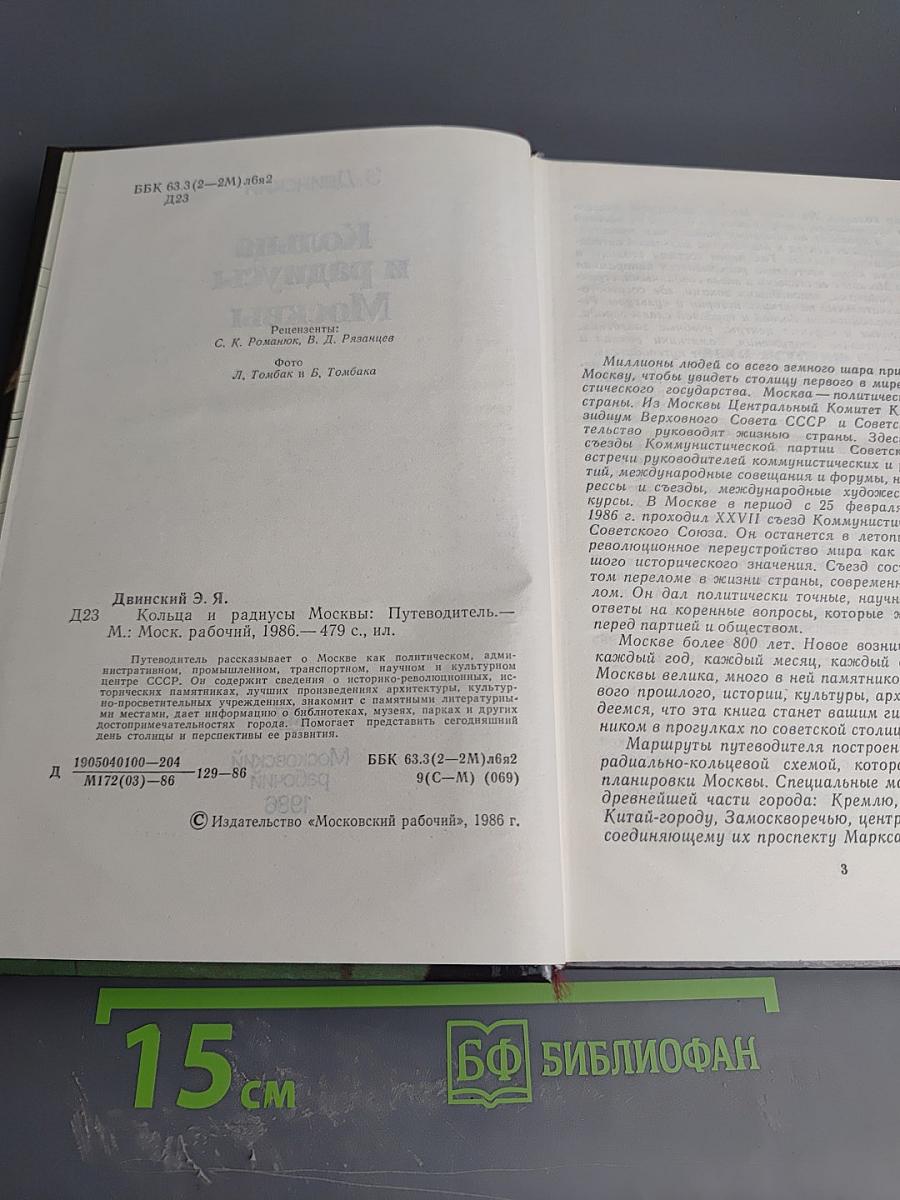 ББК 63.3(2—2М)л6я2
Д23
Рецензенты:
С. К. Романюк, В. Д. Рязанцев
Фото
Л. Томбак и Б. Томбака
Двинский Э. Я.
Д23 Кольца и радиусы Москвы: Путеводитель.—
М.: Моск. рабочий, 1986.— 479 с., ил.
Путеводитель рассказывает о Москве как политическом, адми-
нистративном, промышленном, транспортном, научном и культурном
центре СССР. Он содержит сведения о историко-революционных, ис-
торических памятниках, лучших произведениях архитектуры, культур-
но-просветительных учреждениях, знакомит с памятными литературны-
ми местами, дает информацию о библиотеках, музеях, парках и других
достопримечательностях города. Помогает представить сегодняшний
день столицы и перспективы ее развития.
Д 1905040100—204
М172(03)—86
129—86
ББК 63.3(2—2М)л6я2
9(С—М) (069)
© Издательство «Московский рабочий», 1986 г.
Миллионы людей со всего земного шара при
Москву, чтобы увидеть столицу первого в мире
стического государства. Москва — политичес
страны. Из Москвы Центральный Комитет К
зидиум Верховного Совета СССР и Советс
тельство руководят жизнью страны. Здес
съезды Коммунистической партии Советск
встречи руководителей коммунистических и
тий, международные совещания и форумы, н
рессы и съезды, международные художес
курсы. В Москве в период с 25 февраля
1986 г. проходил XXVII съезд Коммунистич
Советского Союза. Он останется в летоп
революционное переустройство мира как
шого исторического значения. Съезд сос
том переломе в жизни страны, современн
лом. Он дал политически точные, научн
ответы на коренные вопросы, которые ж
перед партией и обществом.
Москве более 800 лет. Новое возни
каждый год, каждый месяц, каждый
Москвы велика, много в ней памятнико
вого прошлого, истории, культуры, арх
деемся, что эта книга станет вашим ги
ником в прогулках по советской столиц
Маршруты путеводителя построен
радиально-кольцевой схемой, котора
планировки Москвы. Специальные ма
древнейшей части города: Кремлю,
Китай-городу, Замоскворечью, центр
соединяющему их проспекту Маркса
3
15 см
БФ БИБЛИОФАН